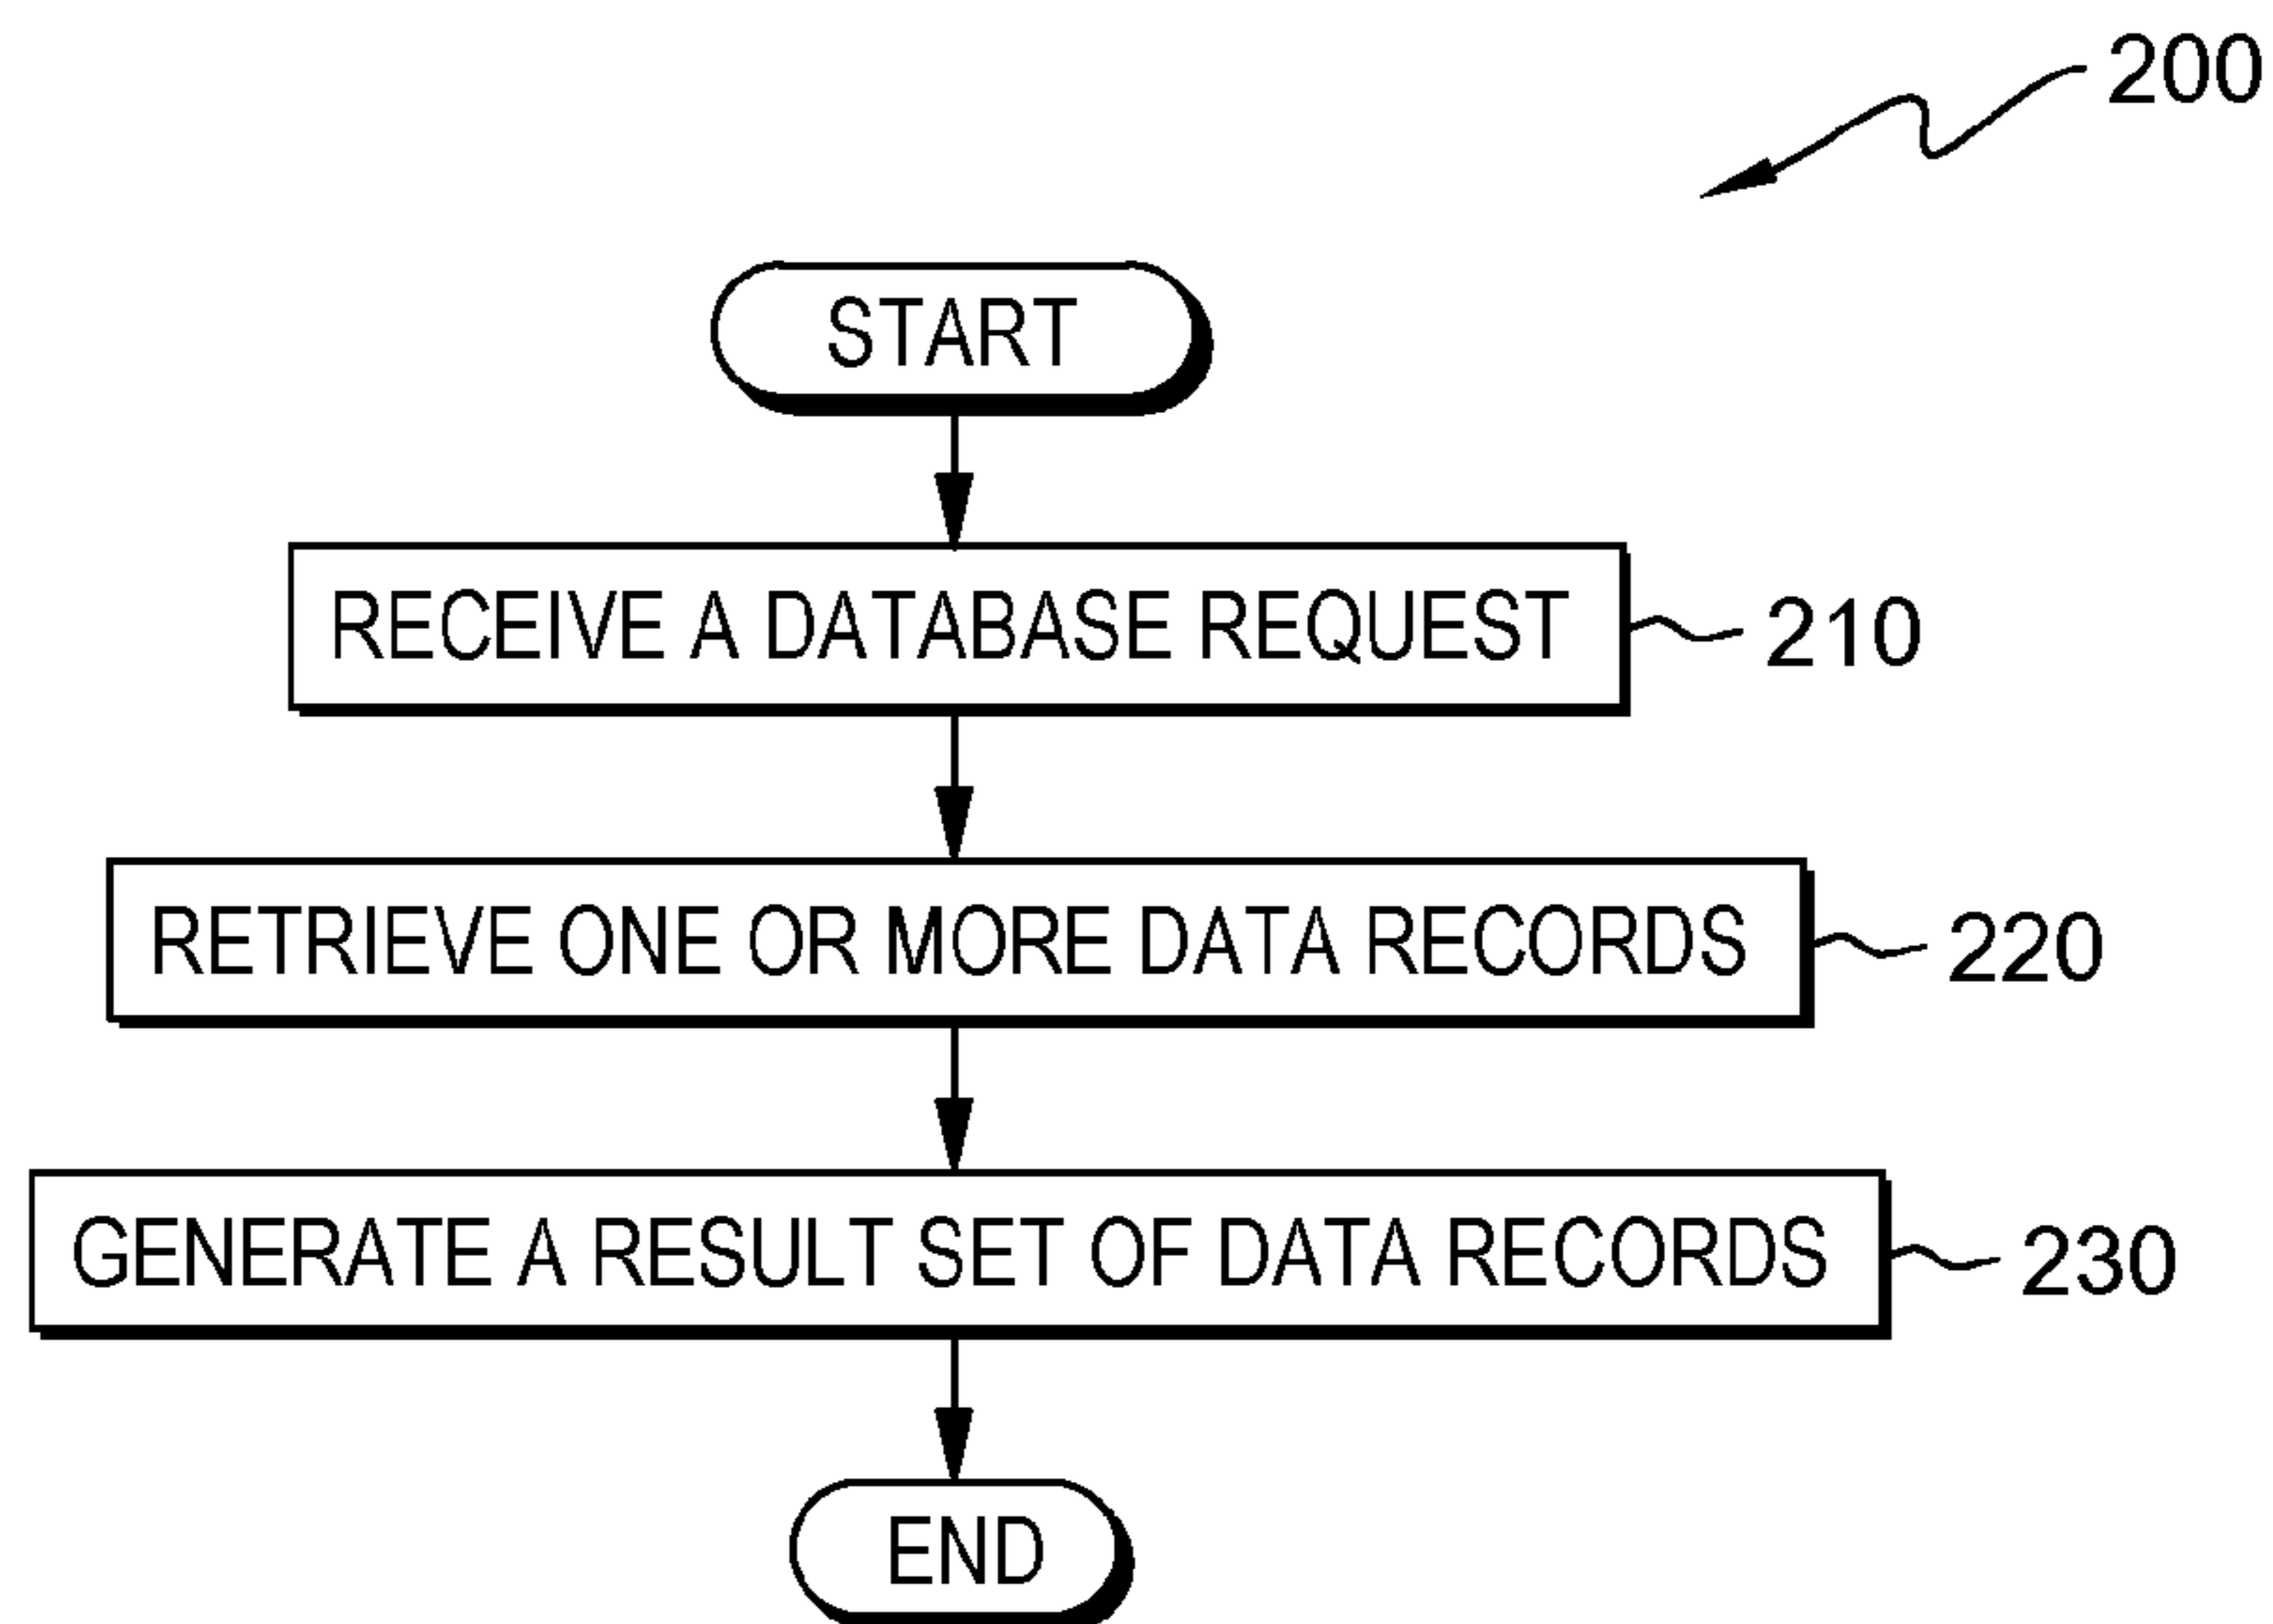 200
START
RECEIVE A DATABASE REQUEST 210
RETRIEVE ONE OR MORE DATA RECORDS 220
GENERATE A RESULT SET OF DATA RECORDS 230
END